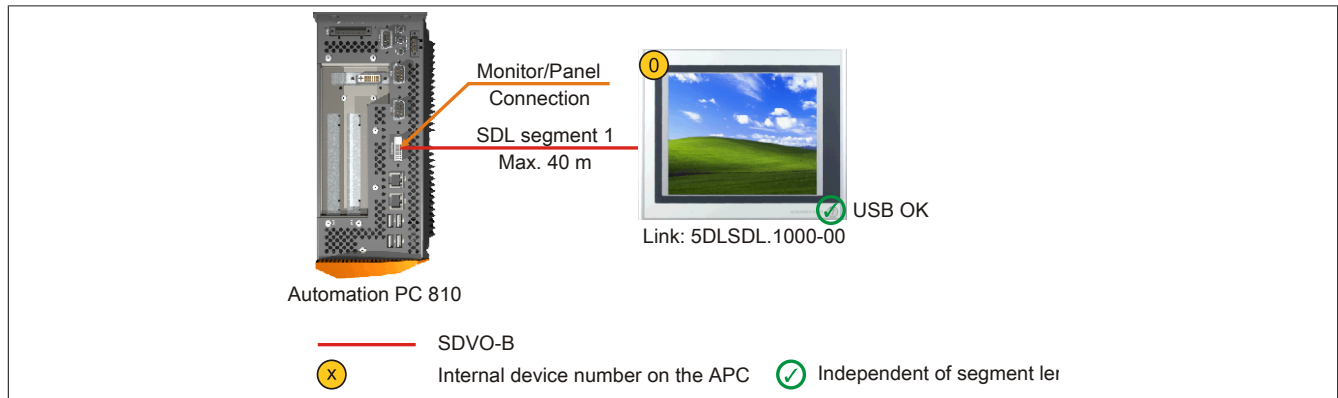 Monitor/Panel
Connection
SDL segment 1
Max. 40 m
0
USB OK
Link: 5DLSDL.1000-00
Automation PC 810
SDVO-B
x Internal device number on the APC
Independent of segment